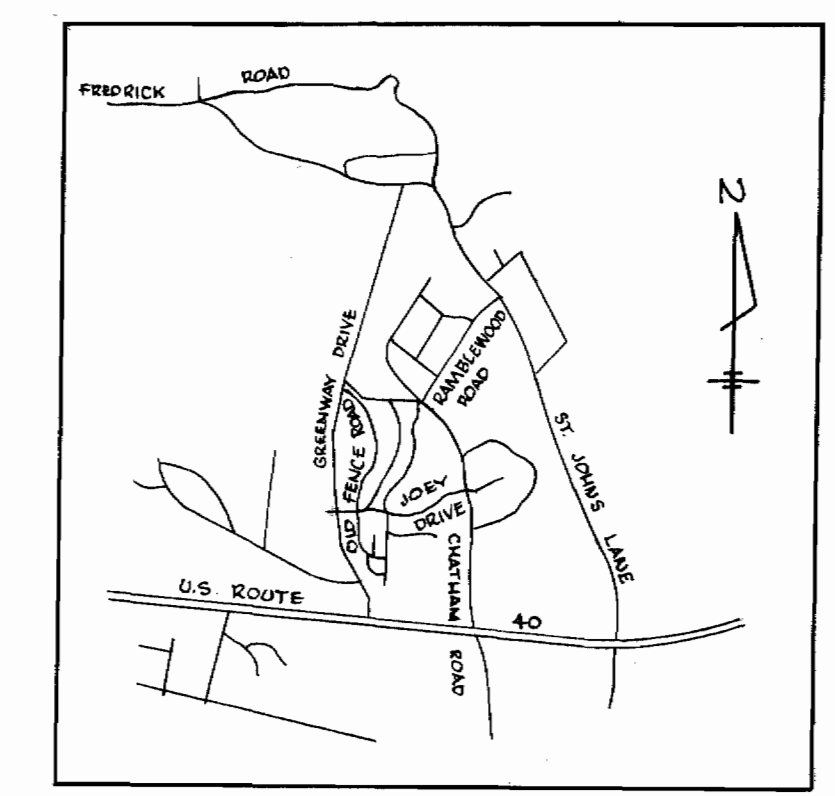 FREDRICK ROAD
N
GREENWAY DRIVE
RAMBLEWOOD
ROAD
OLD FENCE ROAD
JOEY
DRIVE
ST. JOHNS LANE
CHATHAM ROAD
U.S. ROUTE 40